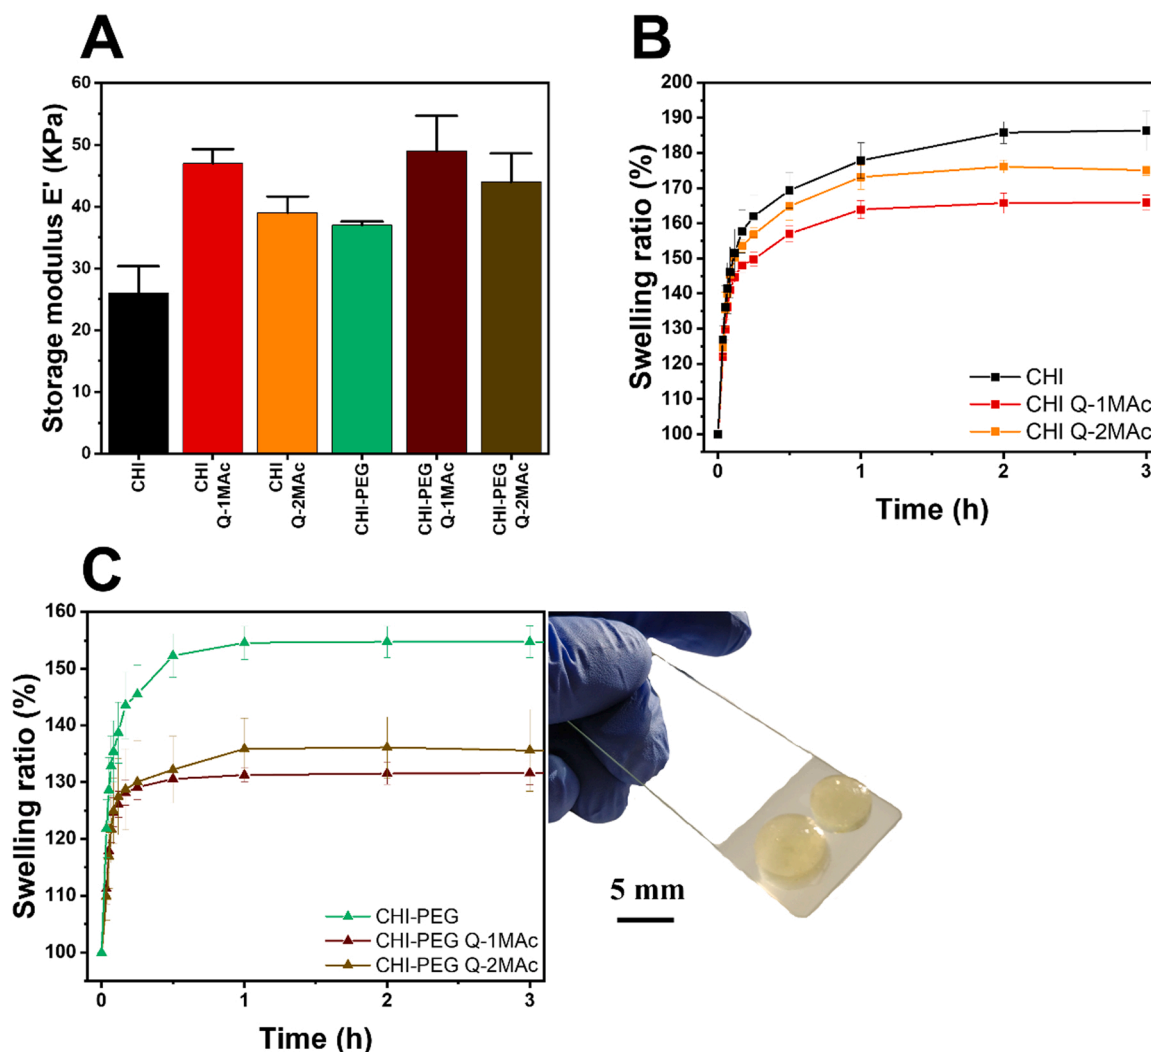 A
Storage modulus E' (KPa)
60
50
40
30
20
10
0
CHI
CHI
Q-1MAc
CHI
Q-2MAc
CHI-PEG
CHI-PEG
Q-1MAc
CHI-PEG
Q-2MAc
B
Swelling ratio (%)
200
190
180
170
160
150
140
130
120
110
100
CHI
CHI Q-1MAc
CHI Q-2MAc
0
1
2
3
Time (h)
C
Swelling ratio (%)
160
150
140
130
120
110
100
CHI-PEG
CHI-PEG Q-1MAc
CHI-PEG Q-2MAc
0
1
2
3
Time (h)
5 mm